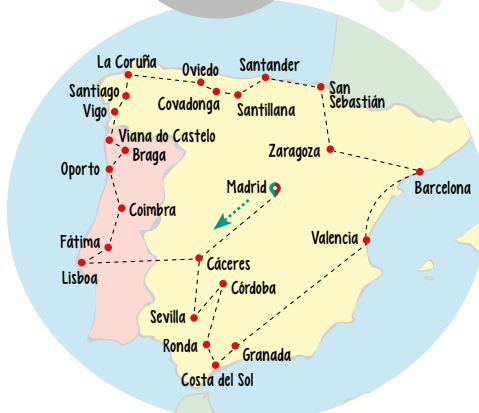 La Coruña
Oviedo
Santander
Santiago
Covadonga
Santillana
San
Sebastián
Vigo
Viana do Castelo
Braga
Zaragoza
Oporto
Barcelona
Madrid
Coimbra
Valencia
Fátima
Lisboa
Cáceres
Córdoba
Sevilla
Ronda
Granada
Costa del Sol